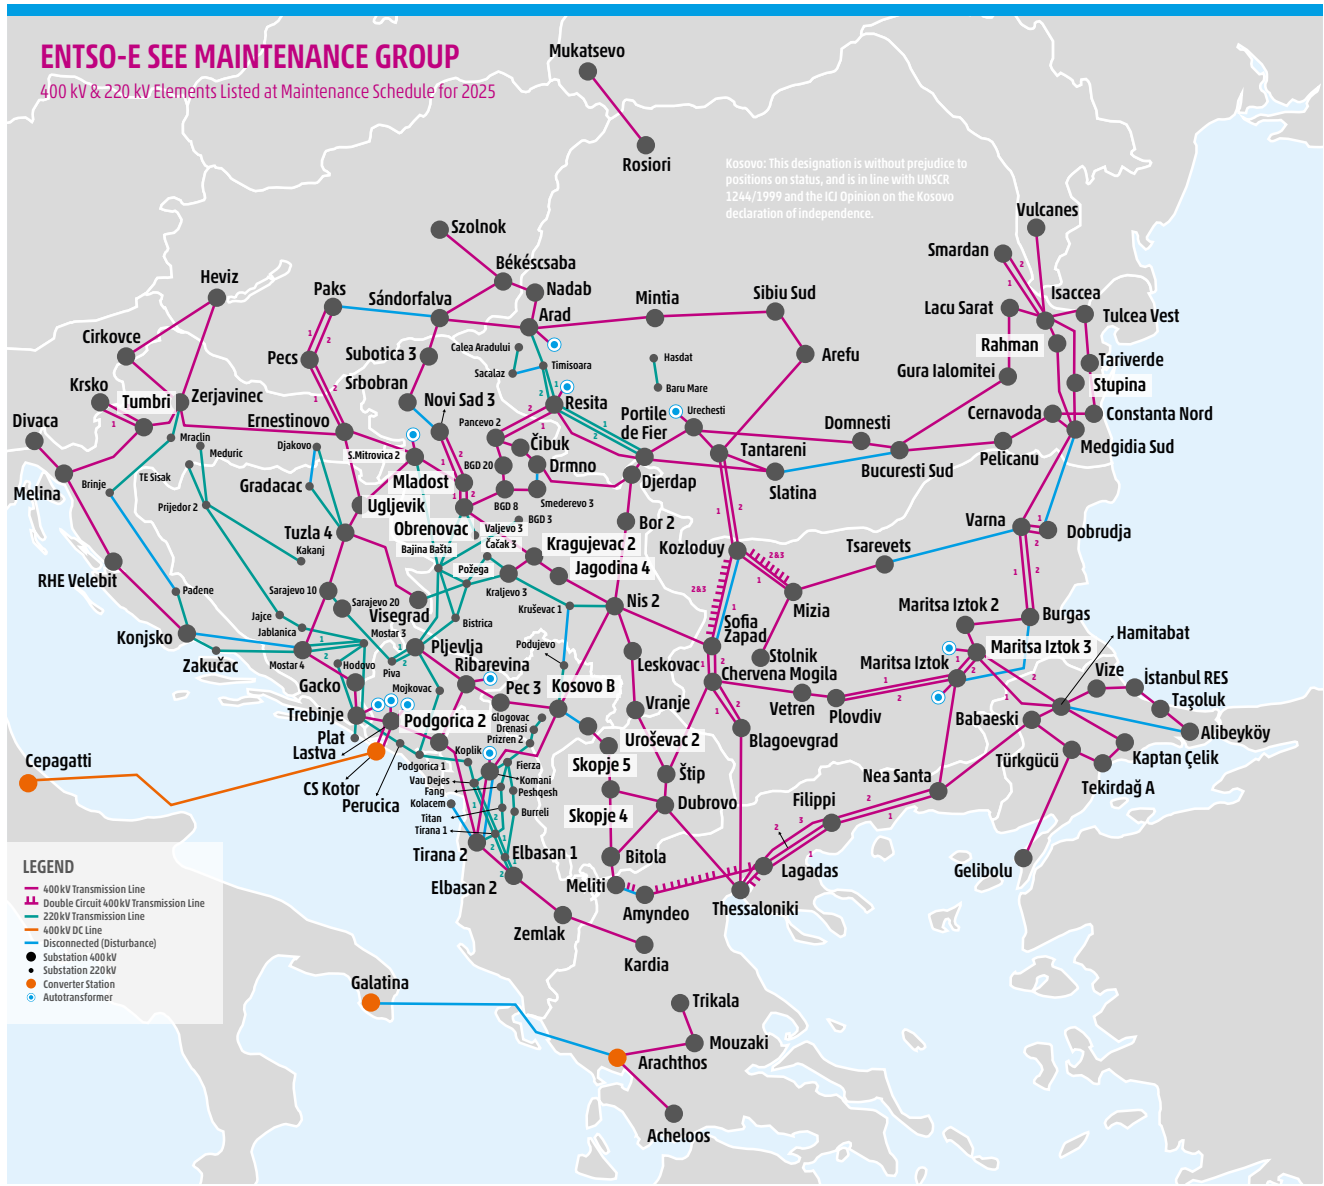 ENTSO-E SEE MAINTENANCE GROUP
400 kV & 220 kV Elements Listed at Maintenance Schedule for 2025
Mukatsevo
Rosiori
Kosovo: This designation is without prejudice to
positions on status, and is in line with UNSCR
1244/1999 and the ICJ Opinion on the Kosovo
declaration of independence.
Vulcanes
Szolnok
Smardan
Békéscsaba
Heviz
Paks
Sándorfalva
Nadab
Mintia
Sibiu Sud
Isaccea
Arad
Lacu Sarat
Tulcea Vest
Cirkovce
Pecs
Subotica 3
Calea Aradului
Timisoara
Hasdat
Arefu
Rahman
Tariverde
Sacalaz
Baru Mare
Gura Ialomitei
Stupina
Krsko
Tumbri
Zerjavinec
Srbobran
Novi Sad 3
Resita
Portile
de Fier
Urechesti
Cernavoda
Constanta Nord
Divaca
Ernestinovo
Pancevo 2
Domnesti
Medgidia Sud
Mraclin
Meduric
Djakovo
S.Mitrovica 2
Čibuk
Tantareni
Bucuresti Sud
Pelicanu
Melina
Brinje
TE Sisak
Gradacac
Mladost
BGD 20
Drmno
Djerdap
Slatina
Prijedor 2
Ugljevik
BGD 8
Smederevo 3
Obrenovac
Valjevo 3
BGD 3
Bor 2
Varna
Dobrudja
Tuzla 4
Kakanj
Bajina Bašta
Čačak 3
Kragujevac 2
Kozloduy
Tsarevets
RHE Velebit
Požega
Jagodina 4
Padene
Sarajevo 10
Sarajevo 20
Visegrad
Kraljevo 3
Kruševac 1
Nis 2
Mizia
Maritsa Iztok 2
Burgas
Jajce
Jablanica
Mostar 3
Bistrica
Sofia
Zapad
Hamitabat
Konjsko
Zakučac
Mostar 4
Hodovo
Piva
Pljevlja
Podujevo
Leskovac
Stolnik
Maritsa Iztok 3
Ribarevina
Chervena Mogila
Maritsa Iztok
Vize
İstanbul RES
Gacko
Mojkovac
Pec 3
Kosovo B
Vranje
Vetren
Plovdiv
Taşoluk
Trebinje
Podgorica 2
Glogovac
Drenasi
Prizren 2
Babaeski
Alibeyköy
Plat
Lastva
Koplik
Uroševac 2
Blagoevgrad
Türkgücü
Kaptan Çelik
Cepagatti
CS Kotor
Perucica
Podgorica 1
Fierza
Skopje 5
Štip
Nea Santa
Tekirdağ A
Vau Dejes
Komani
Fang
Peshqesh
Kolacem
Titan
Burreli
Skopje 4
Dubrovo
Filippi
Tirana 1
Tirana 2
Elbasan 1
Bitola
Lagadas
Gelibolu
Elbasan 2
Meliti
Amyndeo
Thessaloniki
Zemlak
Kardia
LEGEND
400 kV Transmission Line
Double Circuit 400 kV Transmission Line
220 kV Transmission Line
400 kV DC Line
Disconnected (Disturbance)
Substation 400 kV
Substation 220 kV
Converter Station
Autotransformer
Galatina
Trikala
Mouzaki
Arachthos
Acheloos